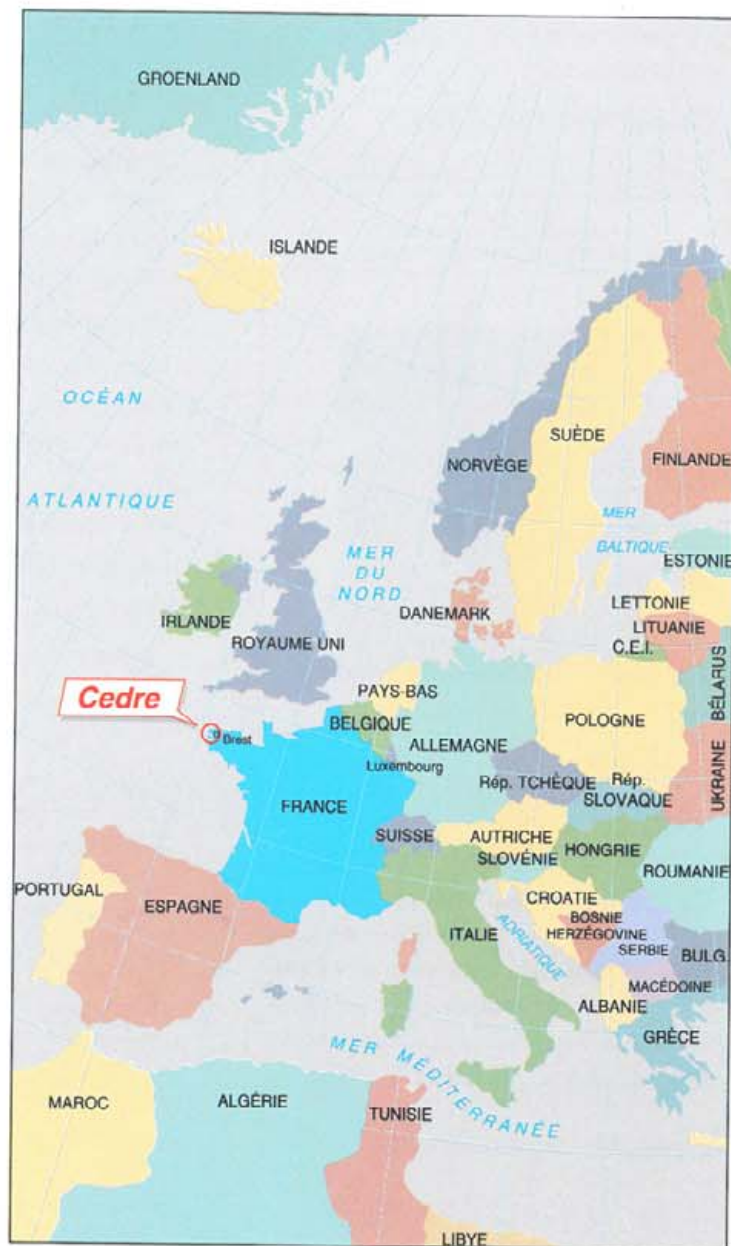 GROENLAND
ISLANDE
OCÉAN
ATLANTIQUE
SUÈDE
NORVÈGE
FINLANDE
MER
BALTIQUE
ESTONIE
MER
DU
NORD
DANEMARK
LETTONIE
LITUANIE
C.E.I.
IRLANDE
ROYAUME UNI
BÉLARUS
Cedre
Brest
PAYS-BAS
BELGIQUE
ALLEMAGNE
Luxembourg
POLOGNE
Rép. TCHÈQUE
Rép.
SLOVAQUE
UKRAINE
FRANCE
SUISSE
AUTRICHE
SLOVÉNIE
HONGRIE
ROUMANIE
PORTUGAL
ESPAGNE
ITALIE
CROATIE
BOSNIE
HERZÉGOVINE
SERBIE
BULG.
ADRIATIQUE
MACÉDOINE
ALBANIE
GRÈCE
MER MÉDITERRANÉE
MAROC
ALGÉRIE
TUNISIE
LIBYE